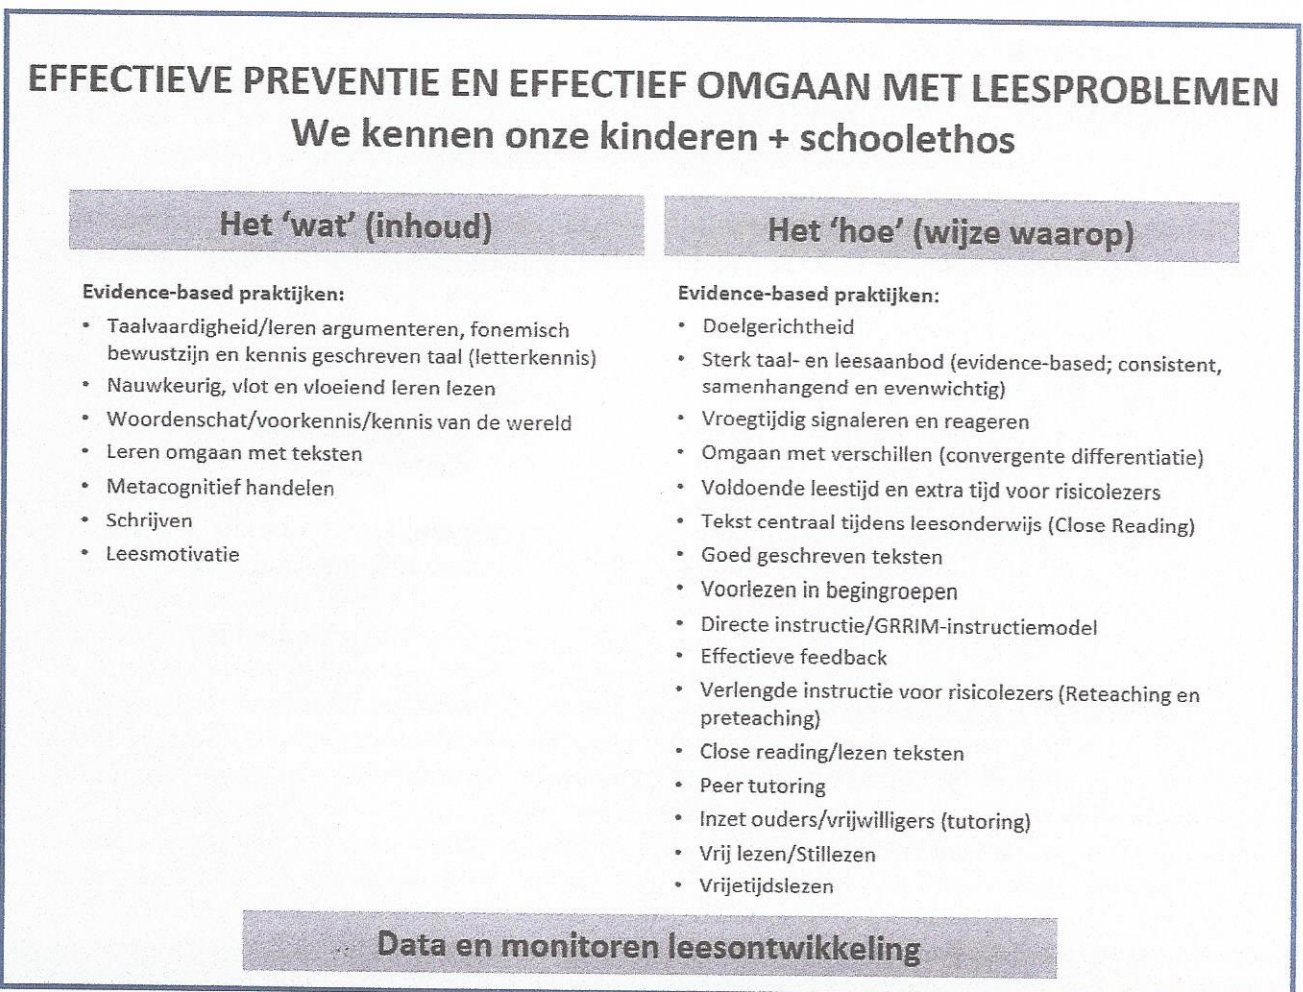 EFFECTIEVE PREVENTIE EN EFFECTIEF OMGAAN MET LEESPROBLEMEN
We kennen onze kinderen + schoolethos
Het ‘wat’ (inhoud)
Evidence-based praktijken:
• Taalvaardigheid/leren argumenteren, fonemisch
bewustzijn en kennis geschreven taal (letterkennis)
• Nauwkeurig, vlot en vloeiend leren lezen
• Woordenschat/voorkennis/kennis van de wereld
• Leren omgaan met teksten
• Metacognitief handelen
• Schrijven
• Leesmotivatie
Het ‘hoe’ (wijze waarop)
Evidence-based praktijken:
• Doelgerichtheid
• Sterk taal- en leesaanbod (evidence-based; consistent,
samenhangend en evenwichtig)
• Vroegtijdig signaleren en reageren
• Omgaan met verschillen (convergente differentiatie)
• Voldoende leestijd en extra tijd voor risicolezers
• Tekst centraal tijdens leesonderwijs (Close Reading)
• Goed geschreven teksten
• Voorlezen in begingroepen
• Directe instructie/GRRIM-instructiemodel
• Effectieve feedback
• Verlengde instructie voor risicolezers (Reteaching en
preteaching)
• Close reading/lezen teksten
• Peer tutoring
• Inzet ouders/vrijwilligers (tutoring)
• Vrij lezen/Stillezen
• Vrijetijdslezen
Data en monitoren leesontwikkeling